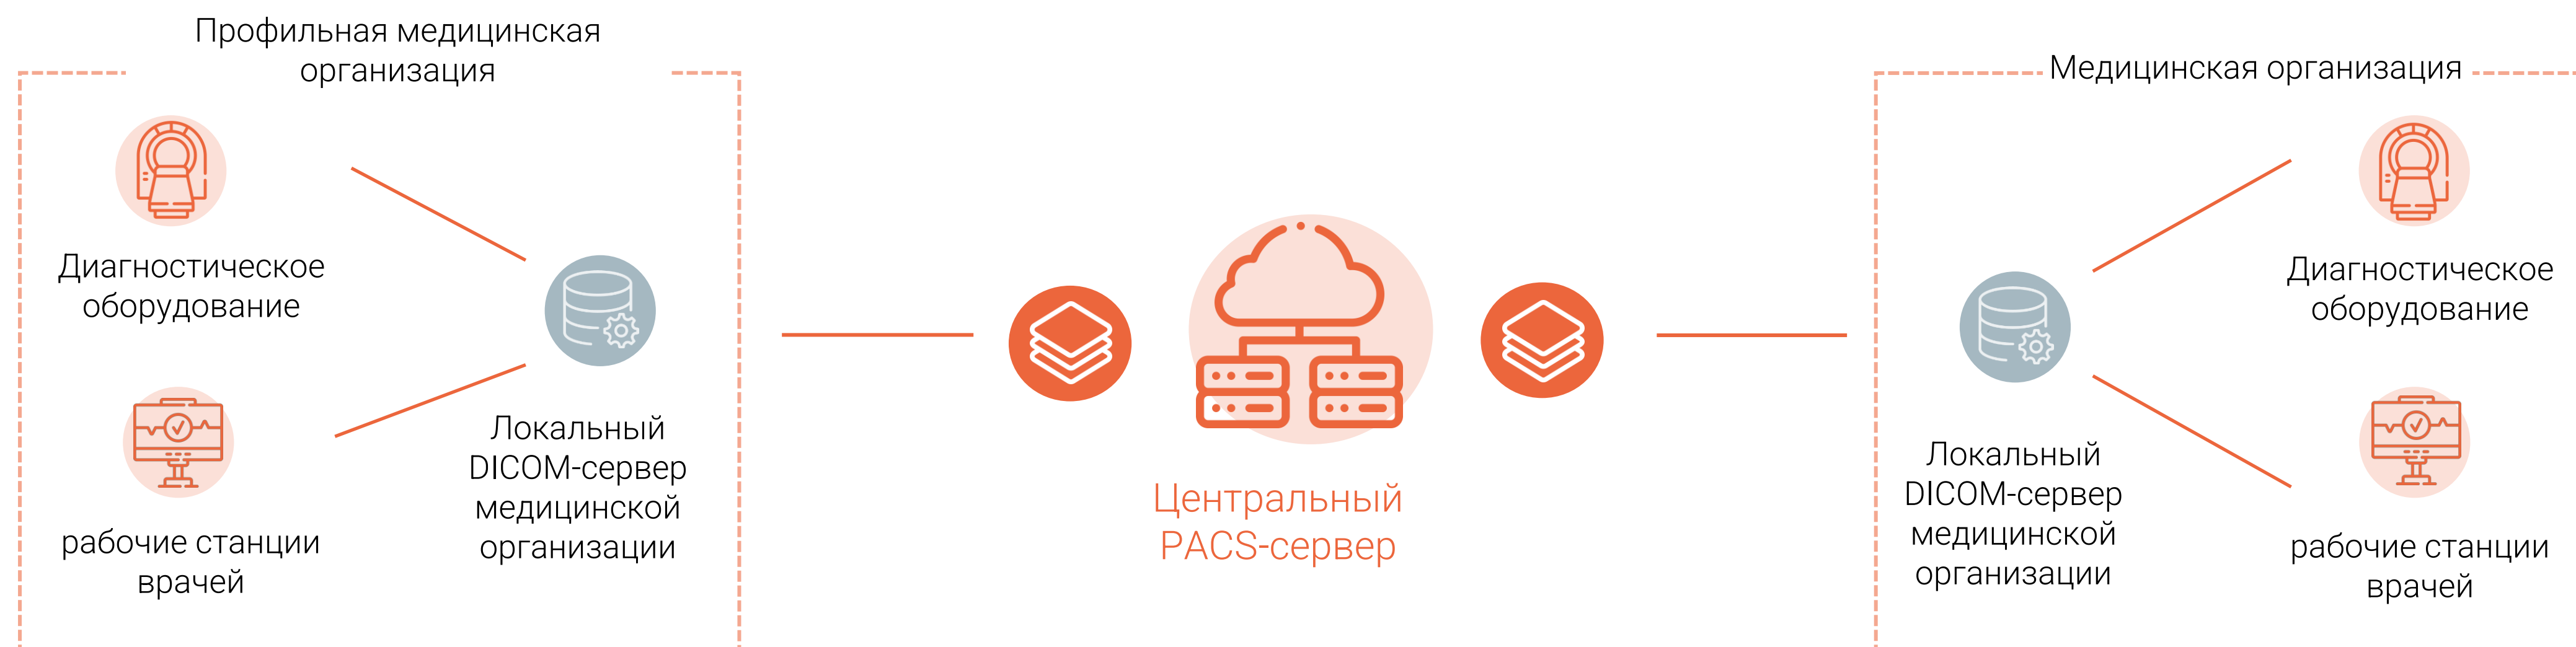 Профильная медицинская
организация
Диагностическое
оборудование
рабочие станции
врачей
Локальный
DICOM-сервер
медицинской
организации
Центральный
PACS-сервер
Медицинская организация
Локальный
DICOM-сервер
медицинской
организации
Диагностическое
оборудование
рабочие станции
врачей